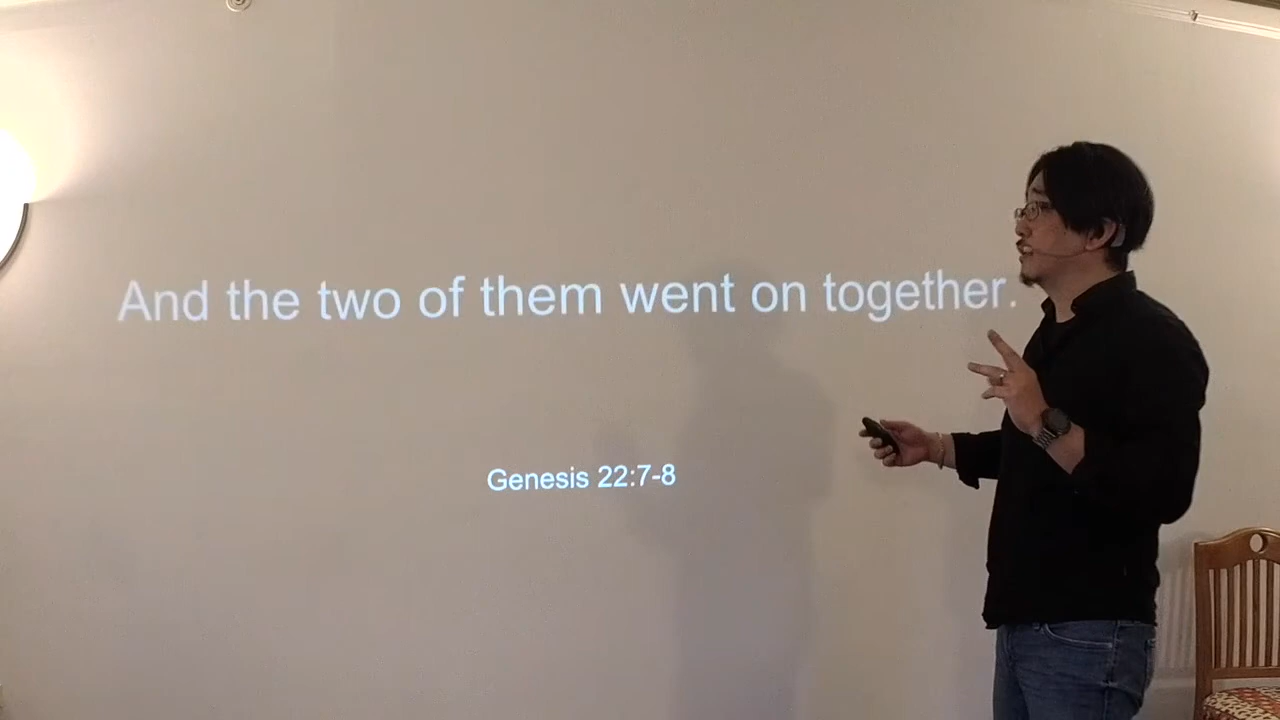 And the two of them went on together.
Genesis 22:7-8